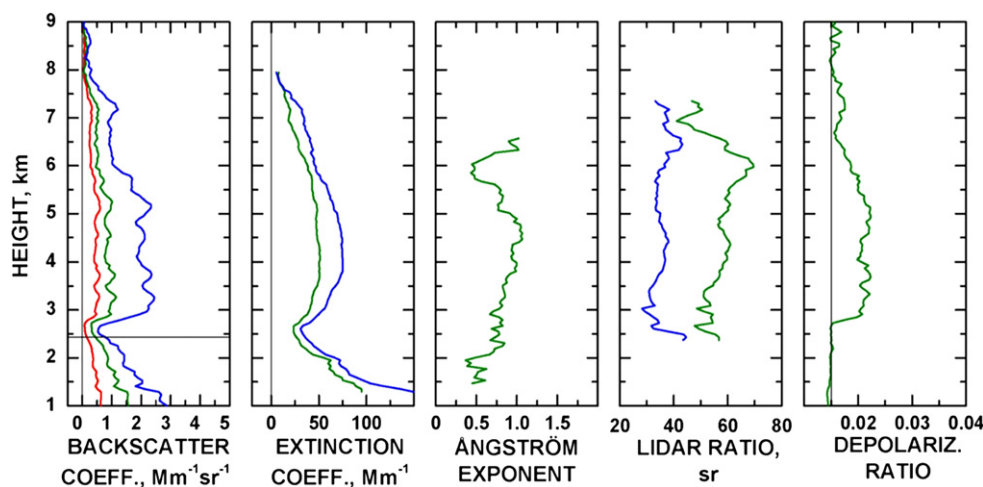 9
8
7
6
5
4
3
2
1
HEIGHT, km
0 1 2 3 4 5
BACKSCATTER
COEFF., Mm⁻¹sr⁻¹
0 50 100
EXTINCTION
COEFF., Mm⁻¹
0.5 1.0 1.5
ÅNGSTRÖM
EXPONENT
20 40 60 80
LIDAR RATIO,
sr
0.02 0.03 0.04
DEPOLARIZ.
RATIO